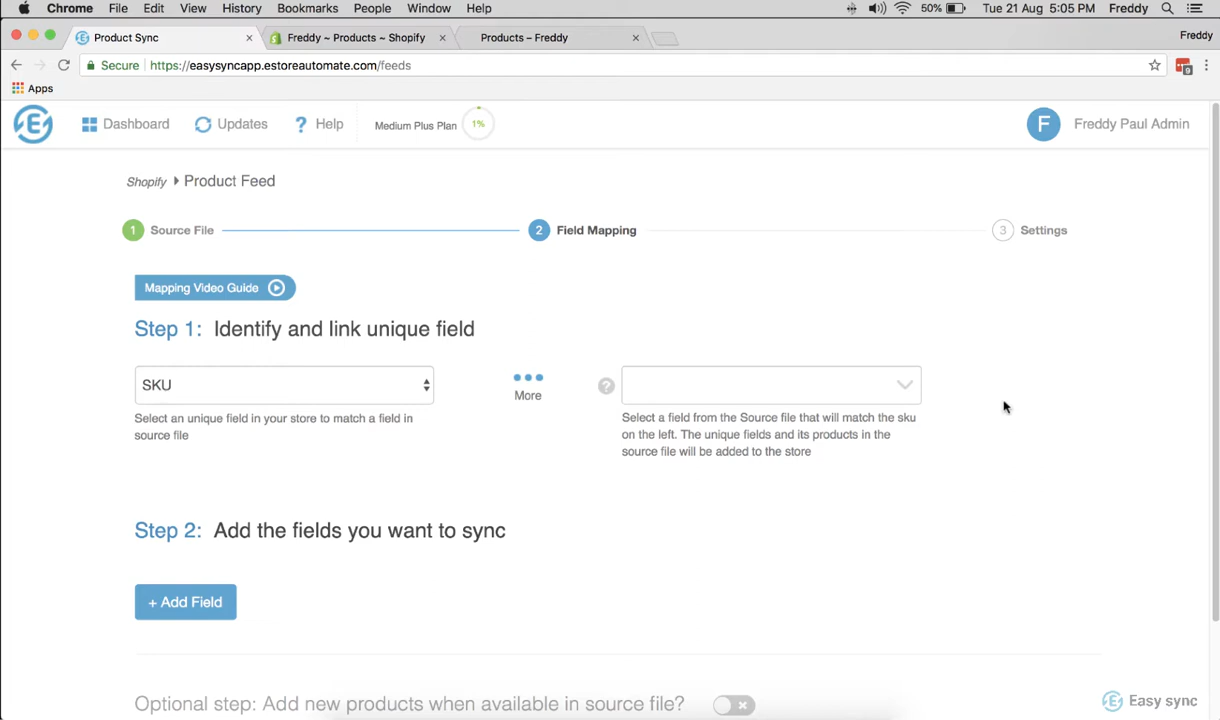 Chrome File Edit View History Bookmarks People Window Help 50% Tue 21 Aug 5:05 PM Freddy
Product Sync Freddy ~ Products ~ Shopify Products – Freddy Freddy
Secure https://easysyncapp.estoreautomate.com/feeds 9
Apps
Dashboard Updates ? Help Medium Plus Plan 1% F Freddy Paul Admin
Shopify Product Feed
1 Source File 2 Field Mapping 3 Settings
Mapping Video Guide
Step 1: Identify and link unique field
SKU
More
?
Select an unique field in your store to match a field in
source file
Select a field from the Source file that will match the sku
on the left. The unique fields and its products in the
source file will be added to the store
Step 2: Add the fields you want to sync
+ Add Field
Optional step: Add new products when available in source file?
Easy sync